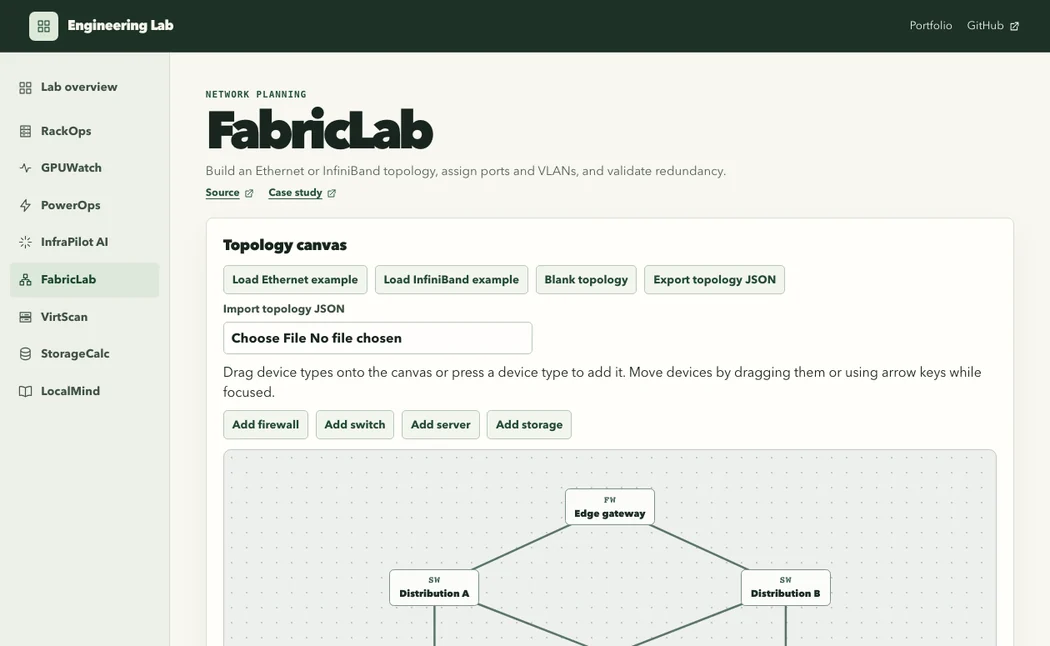 Engineering Lab
Portfolio
GitHub
Lab overview
RackOps
GPUWatch
PowerOps
InfraPilot AI
FabricLab
VirtScan
StorageCalc
LocalMind
NETWORK PLANNING
FabricLab
Build an Ethernet or InfiniBand topology, assign ports and VLANs, and validate redundancy.
Source
Case study
Topology canvas
Load Ethernet example
Load InfiniBand example
Blank topology
Export topology JSON
Import topology JSON
Choose File No file chosen
Drag device types onto the canvas or press a device type to add it. Move devices by dragging them or using arrow keys while
focused.
Add firewall
Add switch
Add server
Add storage
FW
Edge gateway
SW
Distribution A
SW
Distribution B